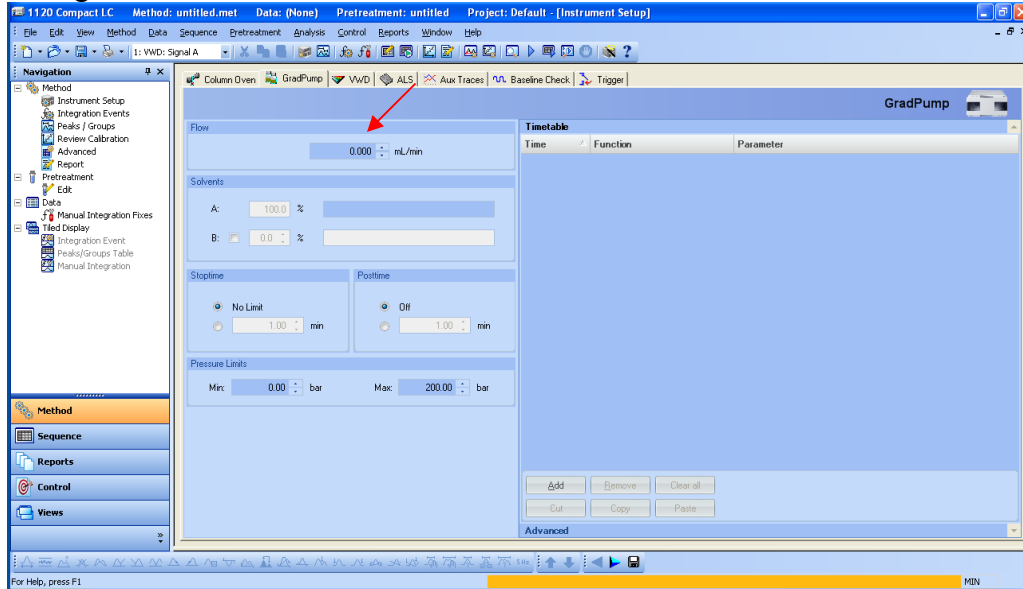 1120 Compact LC Method: untitled.met Data: (None) Pretreatment: untitled Project: Default - [Instrument Setup]
File Edit View Method Data Sequence Pretreatment Analysis Control Reports Window Help
1: VWD: Signal A
Navigation
Method
Instrument Setup
Integration Events
Peaks / Groups
Review Calibration
Advanced
Report
Pretreatment
Edit
Data
Manual Integration Fixes
Tiled Display
Integration Event
Peaks/Groups Table
Manual Integration
Method
Sequence
Reports
Control
Views
Column Oven GradPump VWD ALS Aux Traces Baseline Check Trigger
GradPump
Flow
0.000 mL/min
Solvents
A: 100.0 %
B: 0.0 %
Stoptime
No Limit
1.00 min
Posttime
Off
1.00 min
Pressure Limits
Min: 0.00 bar Max: 200.00 bar
Timetable
Time Function Parameter
Add Remove Clear all
Cut Copy Paste
Advanced
For Help, press F1
MIN